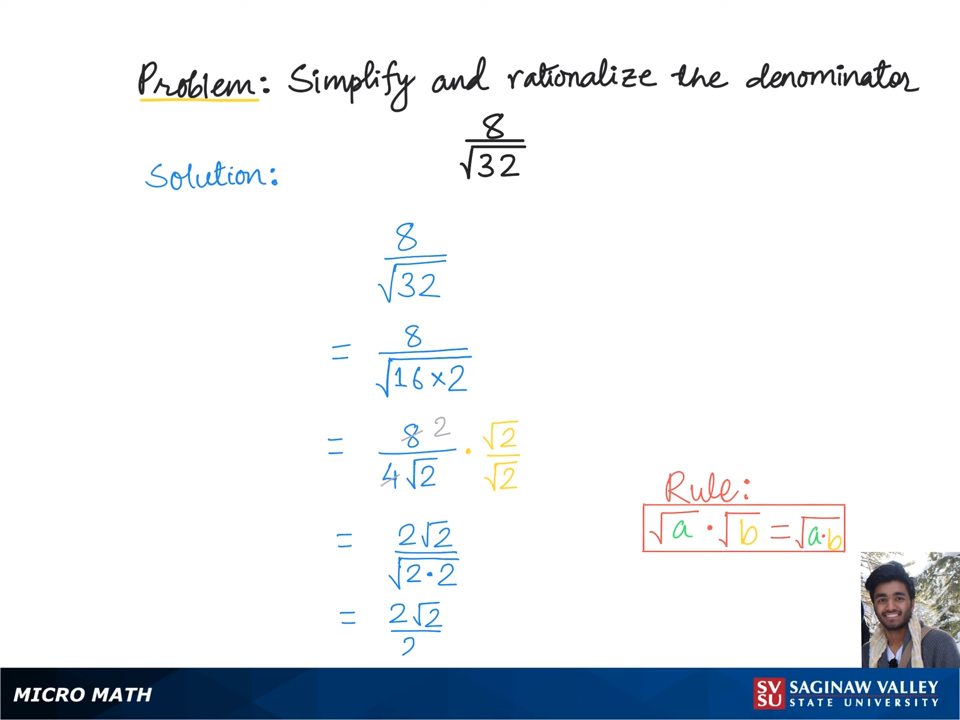 Problem: Simplify and rationalize the denominator
8
√32
Solution:
8
√32
= 8
√16×2
= 8 2 · √2
4√2 √2
Rule:
√a · √b = √a·b
= 2√2
√2·2
= 2√2
2
MICRO MATH
SV SU SAGINAW VALLEY
STATE UNIVERSITY